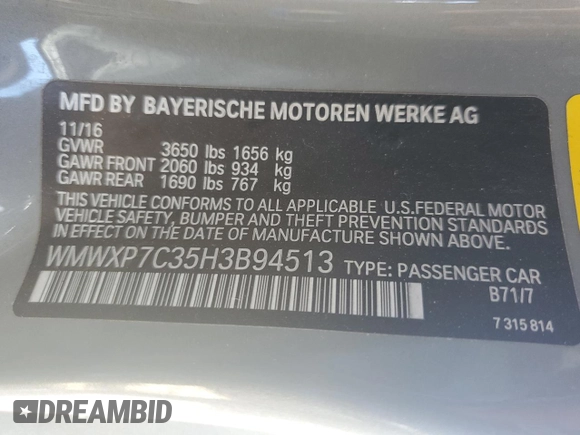 MFD BY BAYERISCHE MOTOREN WERKE AG
11/16
GVWR 3650 lbs 1656 kg
GAWR FRONT 2060 lbs 934 kg
GAWR REAR 1690 lbs 767 kg
THIS VEHICLE CONFORMS TO ALL APPLICABLE U.S.FEDERAL MOTOR
VEHICLE SAFETY, BUMPER AND THEFT PREVENTION STANDARDS
IN EFFECT ON THE DATE OF MANUFACTURE SHOWN ABOVE.
WMWXP7C35H3B94513 TYPE: PASSENGER CAR
B71/7
7 315 814
DREAMBID